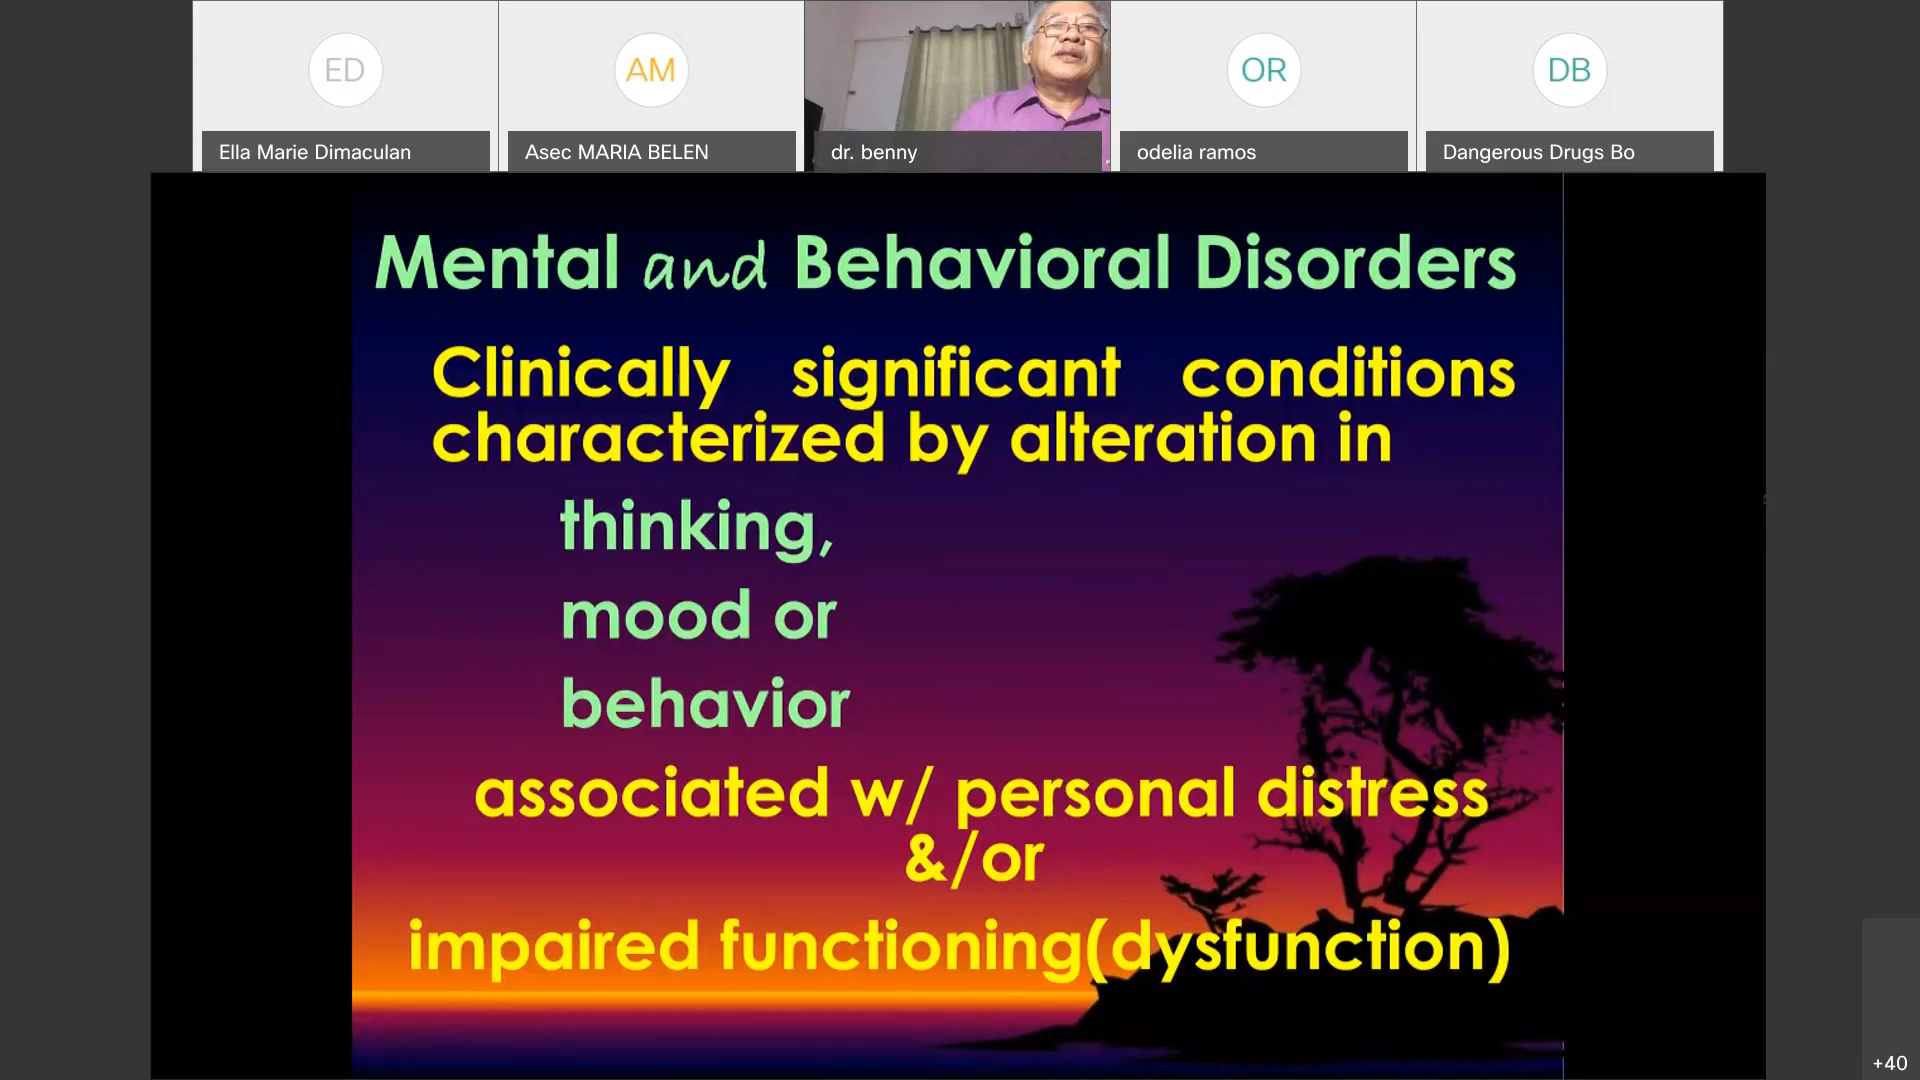 ED
AM
OR
DB
Ella Marie Dimaculan
Asec MARIA BELEN
dr. benny
odelia ramos
Dangerous Drugs Bo
Mental and Behavioral Disorders
Clinically significant conditions
characterized by alteration in
thinking,
mood or
behavior
associated w/ personal distress
&/or
impaired functioning(dysfunction)
+40